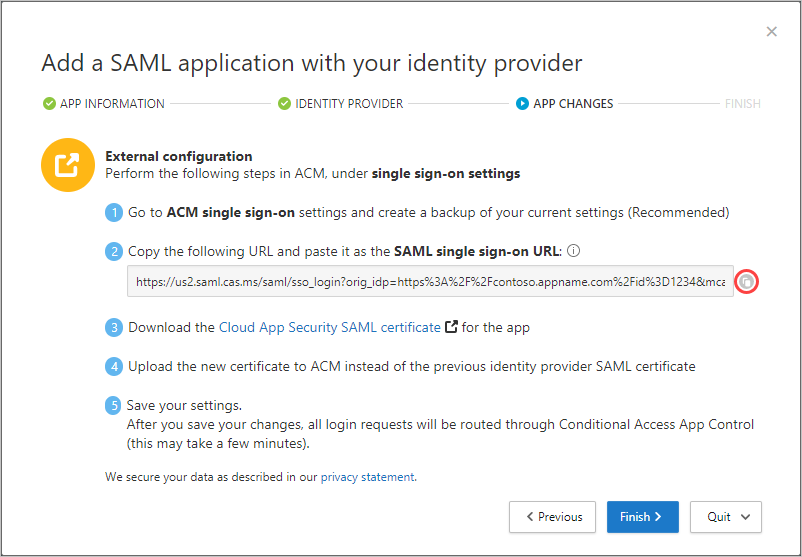 Add a SAML application with your identity provider
APP INFORMATION IDENTITY PROVIDER APP CHANGES FINISH
External configuration
Perform the following steps in ACM, under single sign-on settings
1 Go to ACM single sign-on settings and create a backup of your current settings (Recommended)
2 Copy the following URL and paste it as the SAML single sign-on URL:
https://us2.saml.cas.ms/saml/sso_login?orig_idp=https%3A%2F%2Fcontoso.appname.com%2Fid%3D1234&mca
3 Download the Cloud App Security SAML certificate for the app
4 Upload the new certificate to ACM instead of the previous identity provider SAML certificate
5 Save your settings.
After you save your changes, all login requests will be routed through Conditional Access App Control
(this may take a few minutes).
We secure your data as described in our privacy statement.
Previous Finish Quit